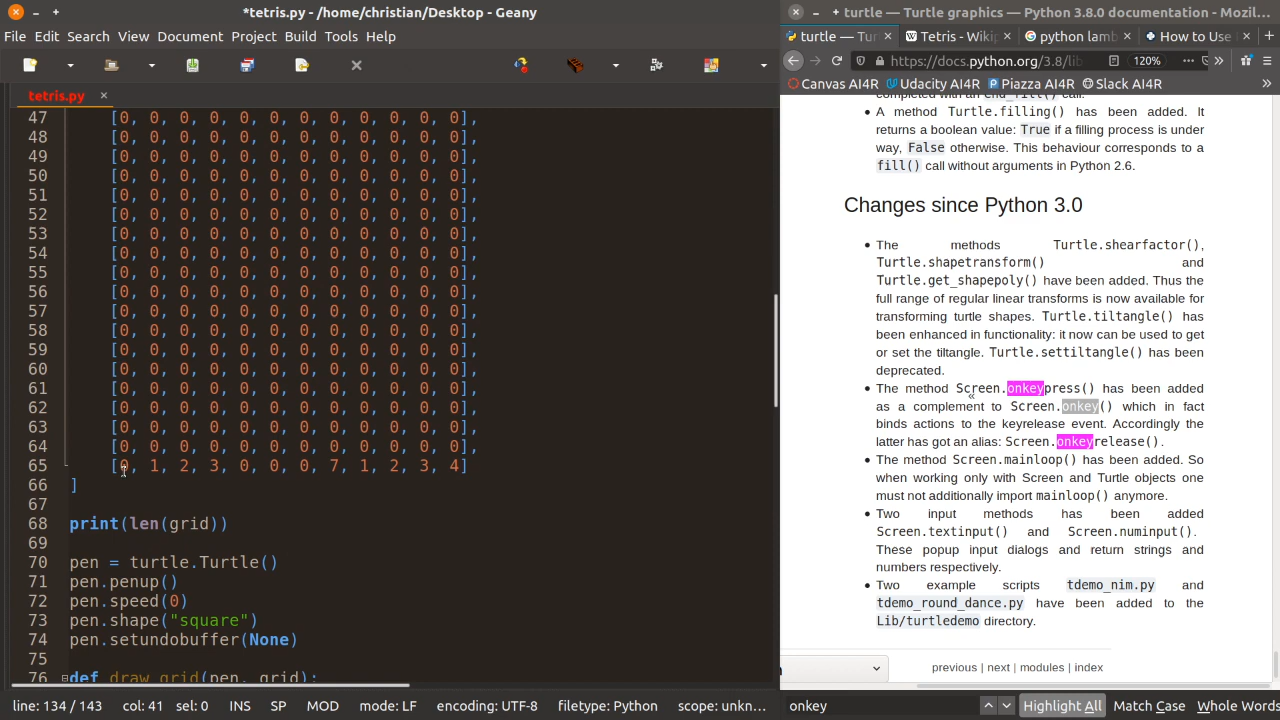 *tetris.py - /home/christian/Desktop - Geany
File Edit Search View Document Project Build Tools Help
tetris.py
47 [0, 0, 0, 0, 0, 0, 0, 0, 0, 0, 0, 0],
48 [0, 0, 0, 0, 0, 0, 0, 0, 0, 0, 0, 0],
49 [0, 0, 0, 0, 0, 0, 0, 0, 0, 0, 0, 0],
50 [0, 0, 0, 0, 0, 0, 0, 0, 0, 0, 0, 0],
51 [0, 0, 0, 0, 0, 0, 0, 0, 0, 0, 0, 0],
52 [0, 0, 0, 0, 0, 0, 0, 0, 0, 0, 0, 0],
53 [0, 0, 0, 0, 0, 0, 0, 0, 0, 0, 0, 0],
54 [0, 0, 0, 0, 0, 0, 0, 0, 0, 0, 0, 0],
55 [0, 0, 0, 0, 0, 0, 0, 0, 0, 0, 0, 0],
56 [0, 0, 0, 0, 0, 0, 0, 0, 0, 0, 0, 0],
57 [0, 0, 0, 0, 0, 0, 0, 0, 0, 0, 0, 0],
58 [0, 0, 0, 0, 0, 0, 0, 0, 0, 0, 0, 0],
59 [0, 0, 0, 0, 0, 0, 0, 0, 0, 0, 0, 0],
60 [0, 0, 0, 0, 0, 0, 0, 0, 0, 0, 0, 0],
61 [0, 0, 0, 0, 0, 0, 0, 0, 0, 0, 0, 0],
62 [0, 0, 0, 0, 0, 0, 0, 0, 0, 0, 0, 0],
63 [0, 0, 0, 0, 0, 0, 0, 0, 0, 0, 0, 0],
64 [0, 0, 0, 0, 0, 0, 0, 0, 0, 0, 0, 0],
65 [0, 1, 2, 3, 0, 0, 0, 7, 1, 2, 3, 4]
66 ]
67
68 print(len(grid))
69
70 pen = turtle.Turtle()
71 pen.penup()
72 pen.speed(0)
73 pen.shape("square")
74 pen.setundobuffer(None)
75
76 def draw_grid(pen, grid):
line: 134 / 143 col: 41 sel: 0 INS SP MOD mode: LF encoding: UTF-8 filetype: Python scope: unkn...
turtle — Turtle graphics — Python 3.8.0 documentation - Mozil...
turtle — Tur Tetris - Wikip python lamb How to Use
https://docs.python.org/3.8/lib 120%
Canvas AI4R Udacity AI4R Piazza AI4R Slack AI4R
completed with an end_fill() call.
• A method Turtle.filling() has been added. It
returns a boolean value: True if a filling process is under
way, False otherwise. This behaviour corresponds to a
fill() call without arguments in Python 2.6.
Changes since Python 3.0
• The methods Turtle.shearfactor(),
Turtle.shapetransform() and
Turtle.get_shapepoly() have been added. Thus the
full range of regular linear transforms is now available for
transforming turtle shapes. Turtle.tiltangle() has
been enhanced in functionality: it now can be used to get
or set the tiltangle. Turtle.settiltangle() has been
deprecated.
• The method Screen.onkeypress() has been added
as a complement to Screen.onkey() which in fact
binds actions to the keyrelease event. Accordingly the
latter has got an alias: Screen.onkeyrelease().
• The method Screen.mainloop() has been added. So
when working only with Screen and Turtle objects one
must not additionally import mainloop() anymore.
• Two input methods has been added
Screen.textinput() and Screen.numinput().
These popup input dialogs and return strings and
numbers respectively.
• Two example scripts tdemo_nim.py and
tdemo_round_dance.py have been added to the
Lib/turtledemo directory.
previous | next | modules | index
onkey Highlight All Match Case Whole Words